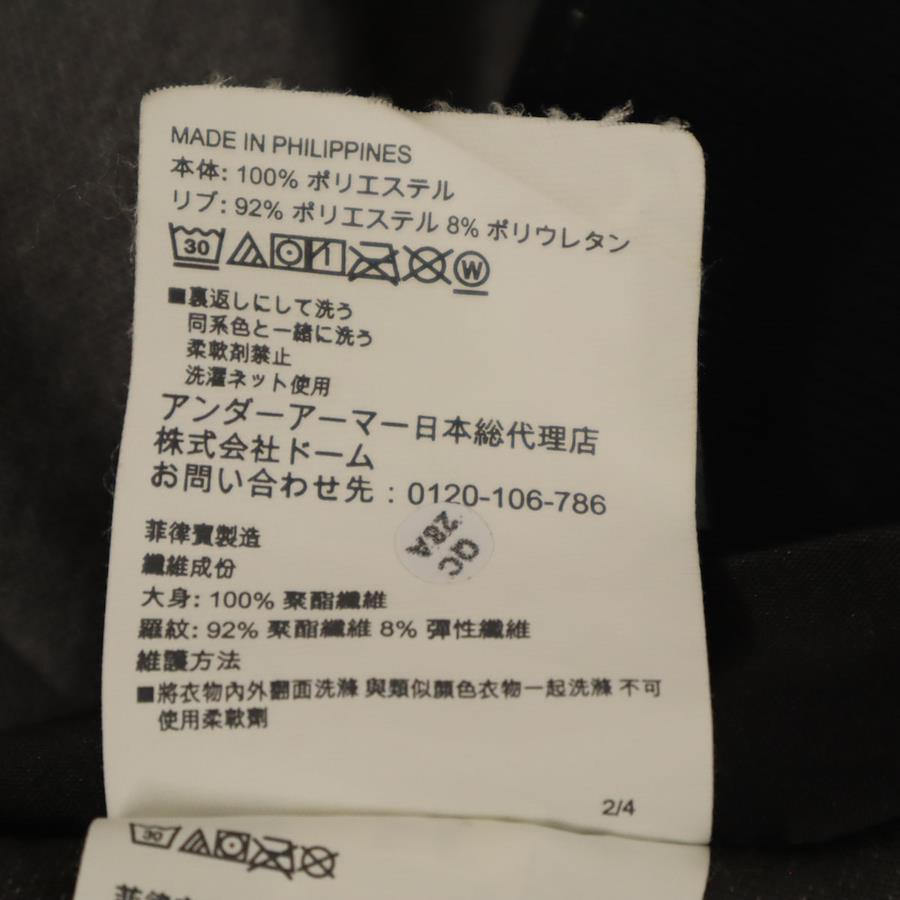 MADE IN PHILIPPINES
本体: 100% ポリエステル
リブ: 92% ポリエステル 8% ポリウレタン
30 W
■裏返しにして洗う
同系色と一緒に洗う
柔軟剤禁止
洗濯ネット使用
アンダーアーマー日本総代理店
株式会社ドーム
お問い合わせ先：0120-106-786
QC
28A
菲律賓製造
纖維成份
大身: 100% 聚酯纖維
羅紋: 92% 聚酯纖維 8% 彈性纖維
維護方法
■將衣物內外翻面洗滌 與類似顏色衣物一起洗滌 不可
使用柔軟劑
2/4
30
菲律